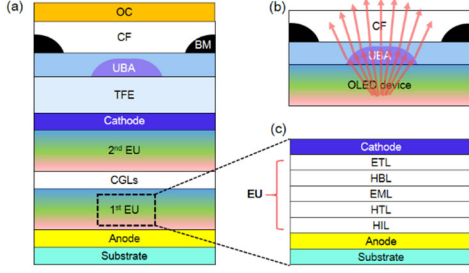 (a)
OC
CF
BM
UBA
TFE
Cathode
2nd EU
CGLs
1st EU
Anode
Substrate
(b)
CF
UBA
OLED device
(c)
Cathode
ETL
HBL
EU
EML
HTL
HIL
Anode
Substrate